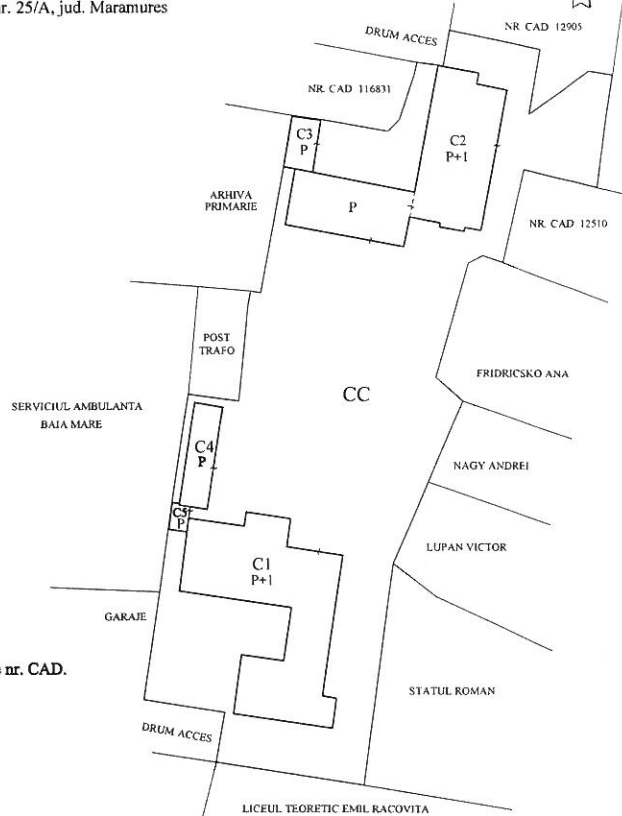 nr. 25/A, jud. Maramures
DRUM ACCES
NR CAD 12905
NR. CAD 116831
C3
P
C2
P+1
ARHIVA
PRIMARIE
P
NR. CAD 12510
POST
TRAFO
FRIDRICSKO ANA
CC
SERVICIUL AMBULANTA
BAIA MARE
C4
P
NAGY ANDREI
C5
P
LUPAN VICTOR
C1
P+1
GARAJE
nr. CAD.
STATUL ROMAN
DRUM ACCES
LICEUL TEORETIC EMIL RACOVITA